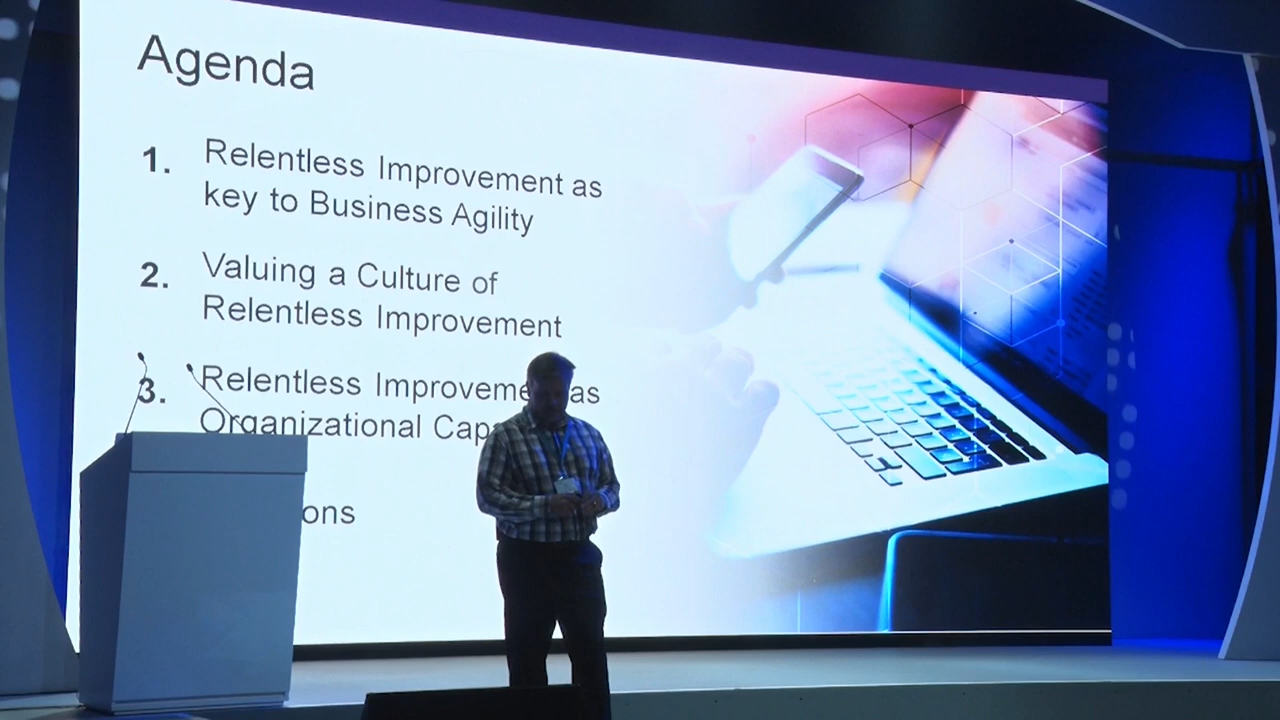 Agenda
1. Relentless Improvement as
key to Business Agility
2. Valuing a Culture of
Relentless Improvement
3. Relentless Improveme as
Organizational Capa
ons